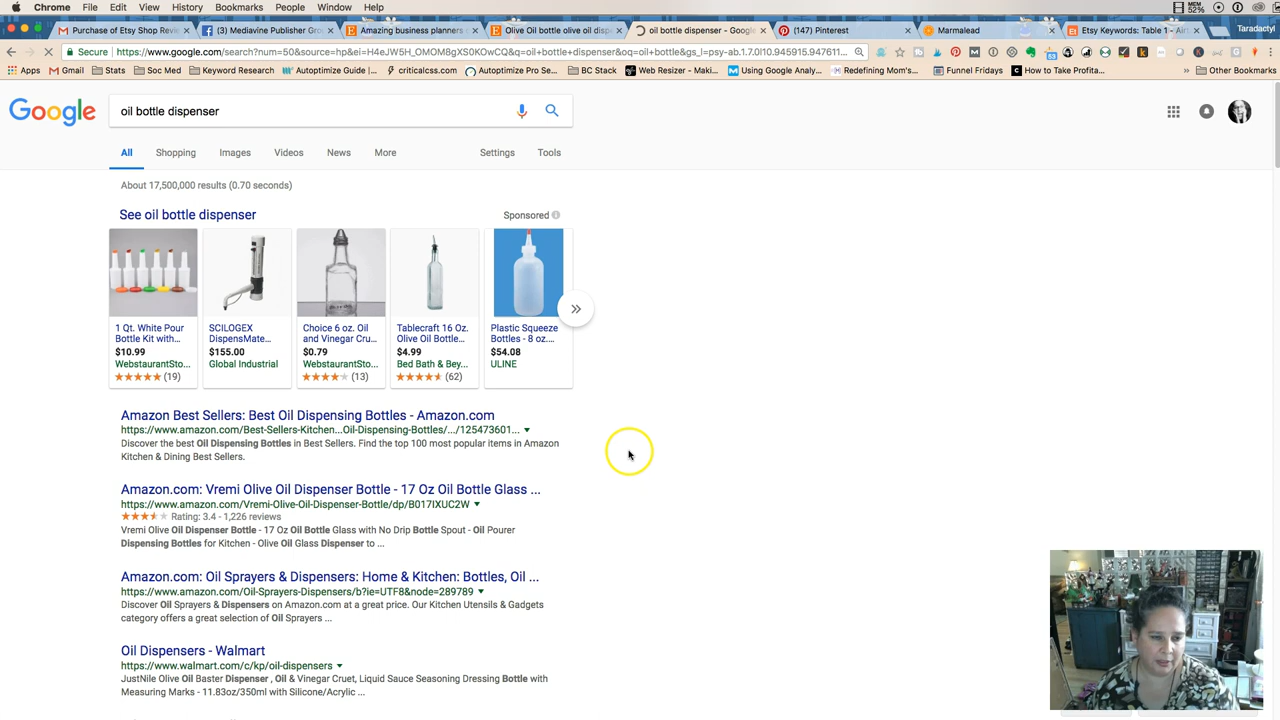 Chrome File Edit View History Bookmarks People Window Help
MEM 52%
Purchase of Etsy Shop Revie
(3) Mediavine Publisher Gro
Amazing business planners
Olive Oil bottle olive oil disp
oil bottle dispenser - Google
(147) Pinterest
Marmalead
Etsy Keywords: Table 1 - Air
Taradactyl
Secure https://www.google.com/search?num=50&source=hp&ei=H4eJW5H_OMOM8gXS0KOwCQ&q=oil+bottle+dispenser&oq=oil+bottle&gs_l=psy-ab.1.7.0l10.945915.947611...
Apps Gmail Stats Soc Med Keyword Research Autoptimize Guide |... criticalcss.com Autoptimize Pro Se... BC Stack Web Resizer - Maki... Using Google Analy... Redefining Mom's... Funnel Fridays How to Take Profita... » Other Bookmarks
Google
oil bottle dispenser
All Shopping Images Videos News More Settings Tools
About 17,500,000 results (0.70 seconds)
See oil bottle dispenser
Sponsored
1 Qt. White Pour
Bottle Kit with...
$10.99
WebstaurantSto...
(19)
SCILOGEX
DispensMate...
$155.00
Global Industrial
Choice 6 oz. Oil
and Vinegar Cru...
$0.79
WebstaurantSto...
(13)
Tablecraft 16 Oz.
Olive Oil Bottle...
$4.99
Bed Bath & Bey...
(62)
Plastic Squeeze
Bottles - 8 oz....
$54.08
ULINE
Amazon Best Sellers: Best Oil Dispensing Bottles - Amazon.com
https://www.amazon.com/Best-Sellers-Kitchen...Oil-Dispensing-Bottles/.../125473601...
Discover the best Oil Dispensing Bottles in Best Sellers. Find the top 100 most popular items in Amazon
Kitchen & Dining Best Sellers.
Amazon.com: Vremi Olive Oil Dispenser Bottle - 17 Oz Oil Bottle Glass ...
https://www.amazon.com/Vremi-Olive-Oil-Dispenser-Bottle/dp/B017IXUC2W
Rating: 3.4 - 1,226 reviews
Vremi Olive Oil Dispenser Bottle - 17 Oz Oil Bottle Glass with No Drip Bottle Spout - Oil Pourer
Dispensing Bottles for Kitchen - Olive Oil Glass Dispenser to ...
Amazon.com: Oil Sprayers & Dispensers: Home & Kitchen: Bottles, Oil ...
https://www.amazon.com/Oil-Sprayers-Dispensers/b?ie=UTF8&node=289789
Discover Oil Sprayers & Dispensers on Amazon.com at a great price. Our Kitchen Utensils & Gadgets
category offers a great selection of Oil Sprayers ...
Oil Dispensers - Walmart
https://www.walmart.com/c/kp/oil-dispensers
JustNile Olive Oil Baster Dispenser , Oil & Vinegar Cruet, Liquid Sauce Seasoning Dressing Bottle with
Measuring Marks - 11.83oz/350ml with Silicone/Acrylic ...